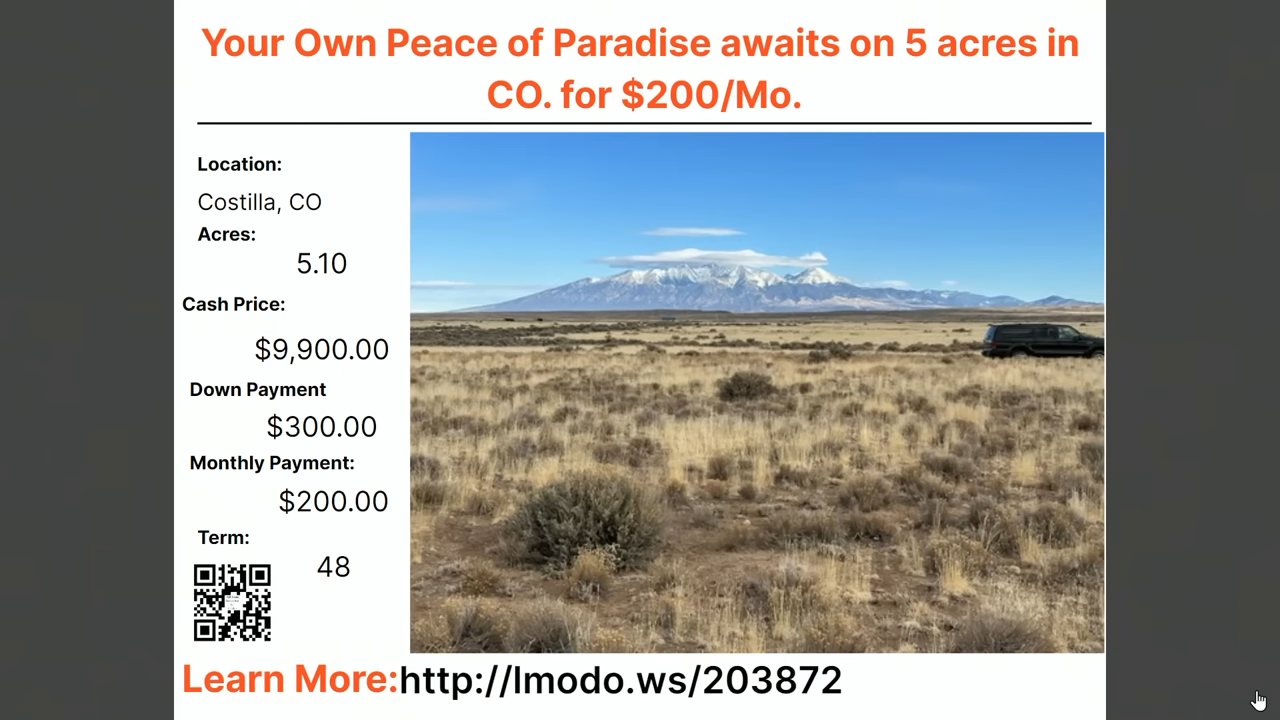 Your Own Peace of Paradise awaits on 5 acres in
CO. for $200/Mo.
Location:
Costilla, CO
Acres:
5.10
Cash Price:
$9,900.00
Down Payment
$300.00
Monthly Payment:
$200.00
Term:
48
Learn More:http://lmodo.ws/203872